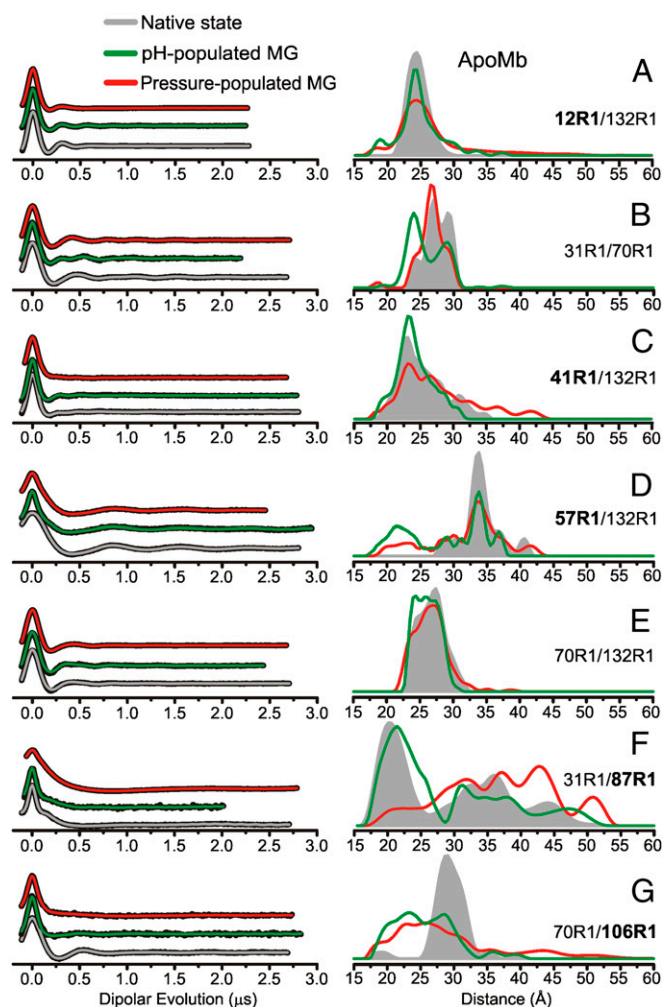 Native state
pH-populated MG
Pressure-populated MG
ApoMb
A
12R1/132R1
0.0 0.5 1.0 1.5 2.0 2.5 3.0
15 20 25 30 35 40 45 50 55 60
B
31R1/70R1
0.0 0.5 1.0 1.5 2.0 2.5 3.0
15 20 25 30 35 40 45 50 55 60
C
41R1/132R1
0.0 0.5 1.0 1.5 2.0 2.5 3.0
15 20 25 30 35 40 45 50 55 60
D
57R1/132R1
0.0 0.5 1.0 1.5 2.0 2.5 3.0
15 20 25 30 35 40 45 50 55 60
E
70R1/132R1
0.0 0.5 1.0 1.5 2.0 2.5 3.0
15 20 25 30 35 40 45 50 55 60
F
31R1/87R1
0.0 0.5 1.0 1.5 2.0 2.5 3.0
15 20 25 30 35 40 45 50 55 60
G
70R1/106R1
0.0 0.5 1.0 1.5 2.0 2.5 3.0
15 20 25 30 35 40 45 50 55 60
Dipolar Evolution (μs)
Distance (Å)